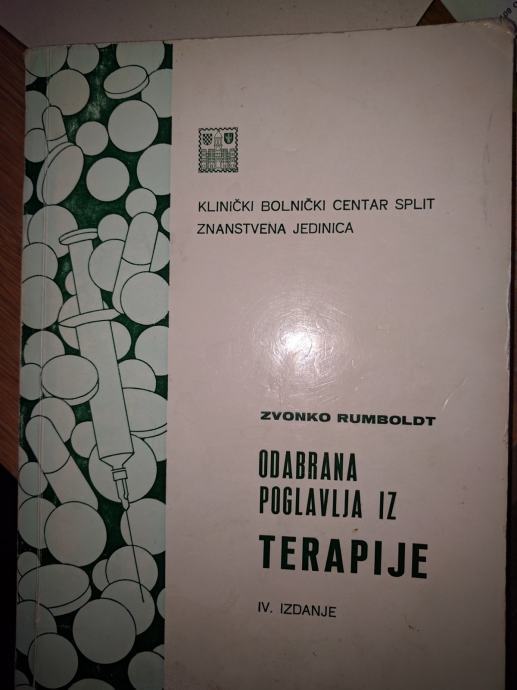 KLINIČKI BOLNIČKI CENTAR SPLIT
ZNANSTVENA JEDINICA
ZVONKO RUMBOLDT
ODABRANA
POGLAVLJA IZ
TERAPIJE
IV. IZDANJE